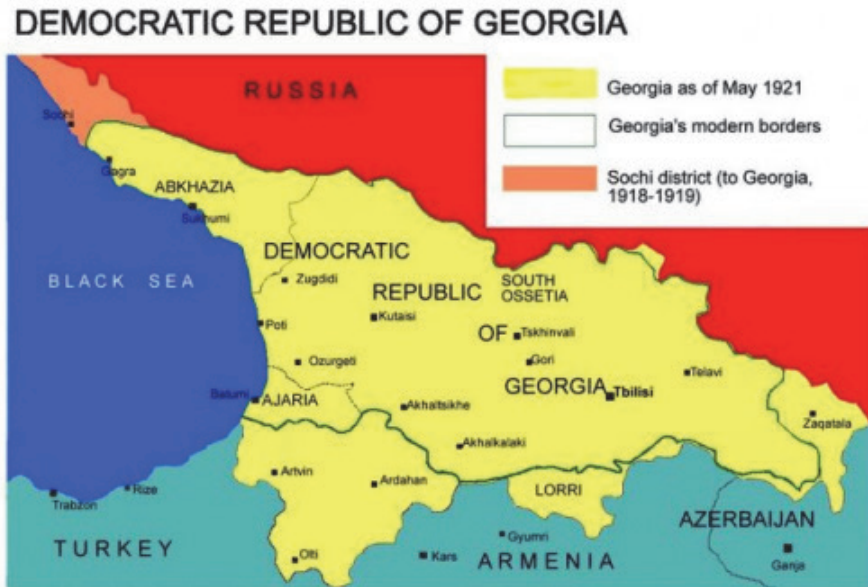 DEMOCRATIC REPUBLIC OF GEORGIA
RUSSIA
Georgia as of May 1921
Georgia's modern borders
Sochi district (to Georgia,
1918-1919)
Sochi
Gagra
ABKHAZIA
Sukhumi
DEMOCRATIC
BLACK SEA
Zugdidi
REPUBLIC
SOUTH
OSSETIA
Poti
Kutaisi
OF
Tskhinvali
Ozurgeti
Gori
Telavi
Batumi
AJARIA
GEORGIA
Tbilisi
Akhaltsikhe
Zaqatala
Akhalkalaki
Artvin
Ardahan
LORRI
Trabzon
Rize
AZERBAIJAN
TURKEY
Olti
Kars
Gyumri
ARMENIA
Ganja